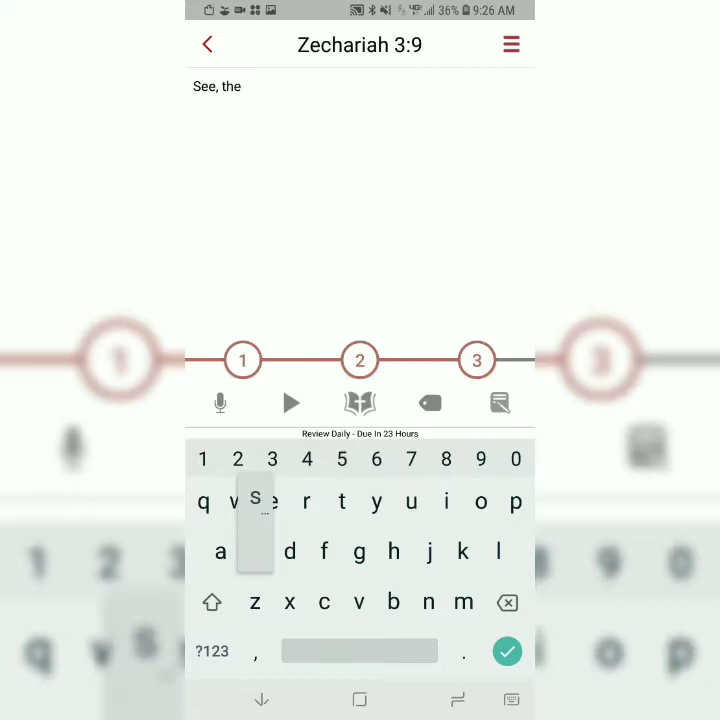 36% 9:26 AM
Zechariah 3:9
See, the
1 2 3
Review Daily - Due In 23 Hours
1 2 3 4 5 6 7 8 9 0
q w e r t y u i o p
S
a d f g h j k l
z x c v b n m
?123 , .